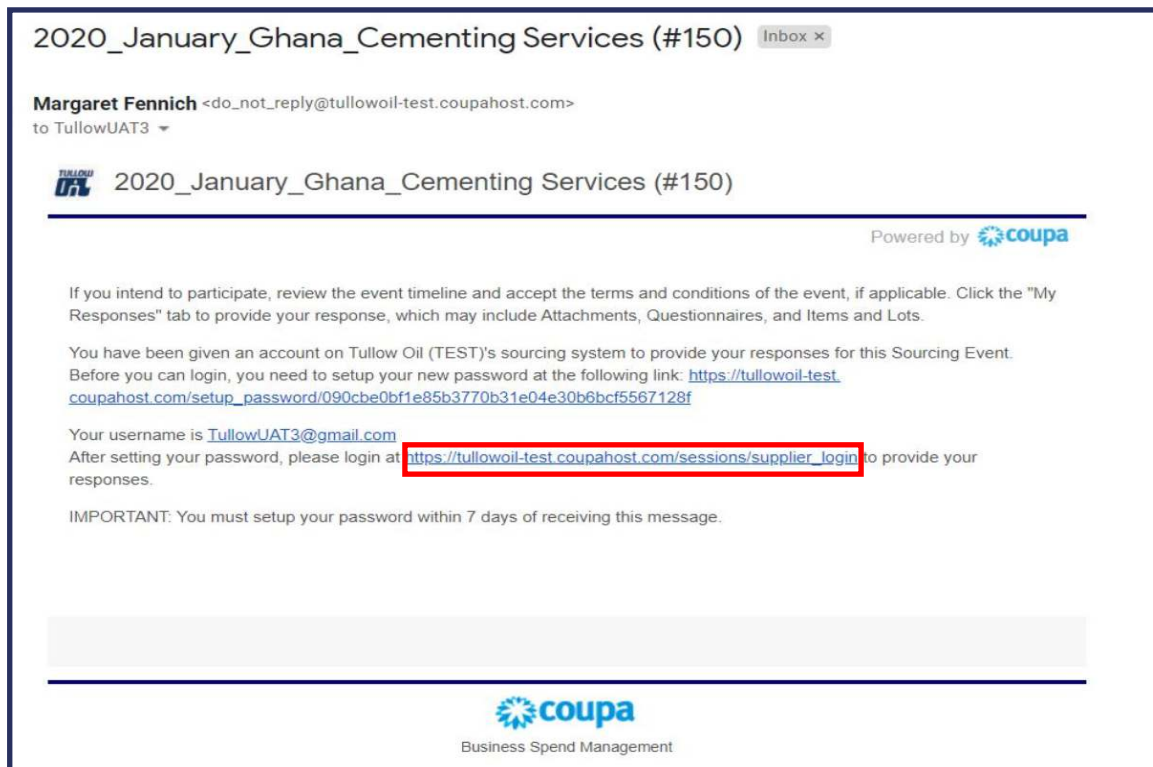 2020_January_Ghana_Cementing Services (#150) Inbox ×
Margaret Fennich <do_not_reply@tullowoil-test.coupahost.com>
to TullowUAT3
TULLOW OIL 2020_January_Ghana_Cementing Services (#150)
Powered by coupa
If you intend to participate, review the event timeline and accept the terms and conditions of the event, if applicable. Click the "My
Responses" tab to provide your response, which may include Attachments, Questionnaires, and Items and Lots.
You have been given an account on Tullow Oil (TEST)'s sourcing system to provide your responses for this Sourcing Event.
Before you can login, you need to setup your new password at the following link: https://tullowoil-test.
coupahost.com/setup_password/090cbe0bf1e85b3770b31e04e30b6bcf5567128f
Your username is TullowUAT3@gmail.com
After setting your password, please login at https://tullowoil-test.coupahost.com/sessions/supplier_login to provide your
responses.
IMPORTANT: You must setup your password within 7 days of receiving this message.
coupa
Business Spend Management